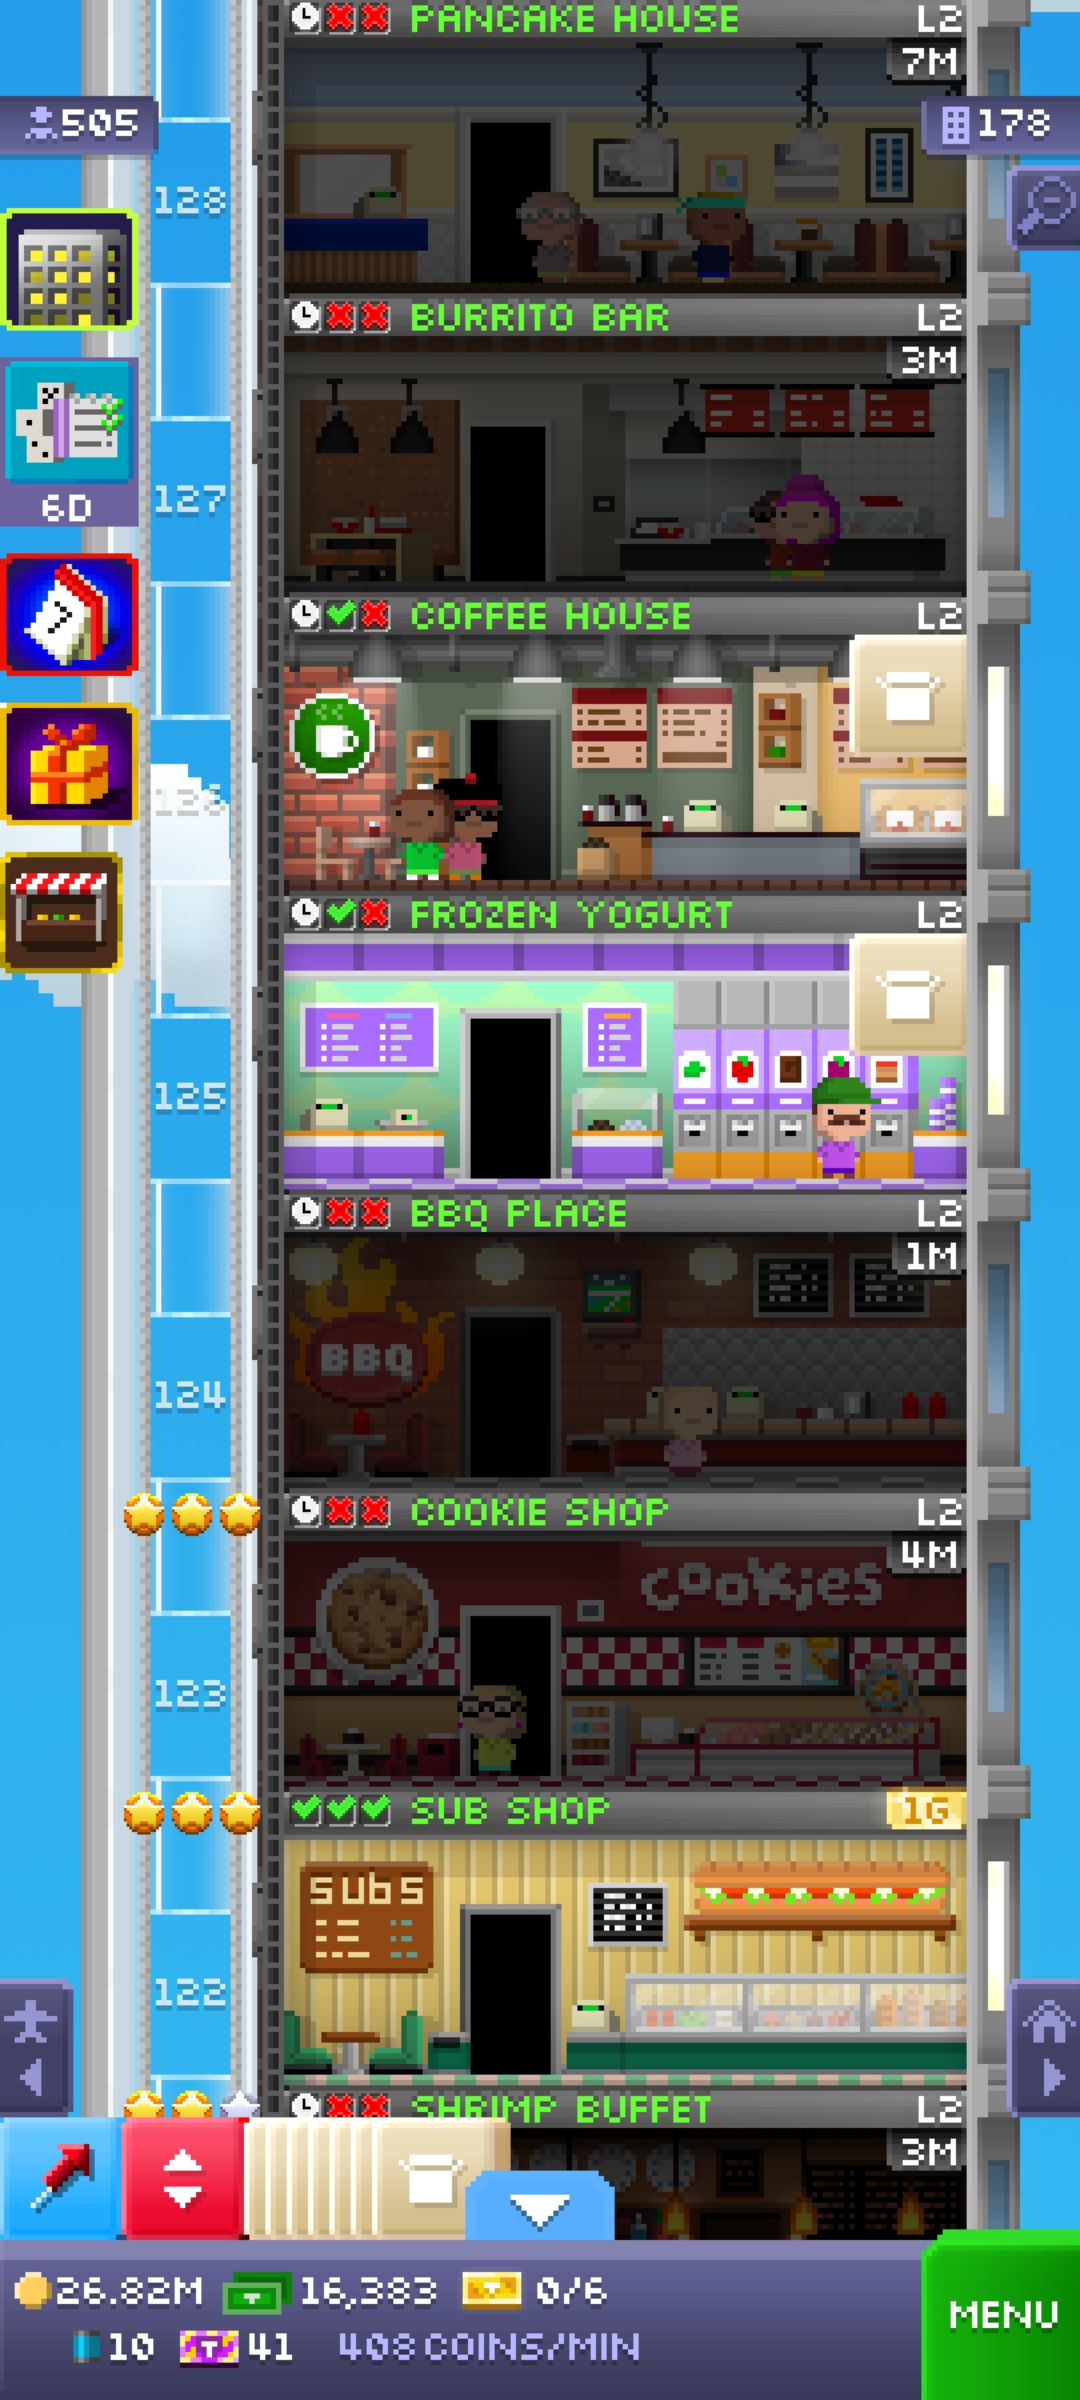 PANCAKE HOUSE L2
7M
505
178
128
BURRITO BAR L2
3M
6D
127
COFFEE HOUSE L2
126
FROZEN YOGURT L2
125
BBQ PLACE L2
1M
BBQ
124
COOKIE SHOP L2
4M
cookies
123
SUB SHOP 1G
SUBS
122
SHRIMP BUFFET L2
3M
26.82M 16,383 0/6
10 T 41 408 COINS/MIN
MENU